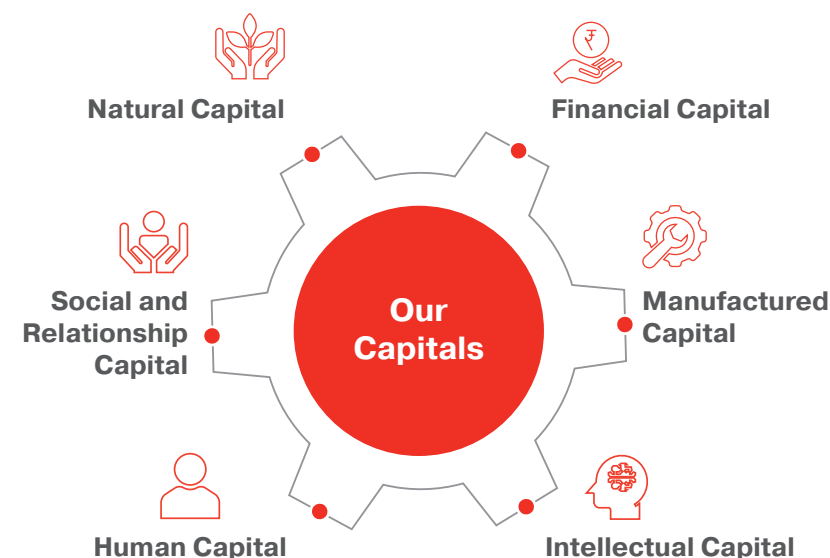 Natural Capital
Financial Capital
₹
Social and
Relationship
Capital
Our
Capitals
Manufactured
Capital
Human Capital
Intellectual Capital